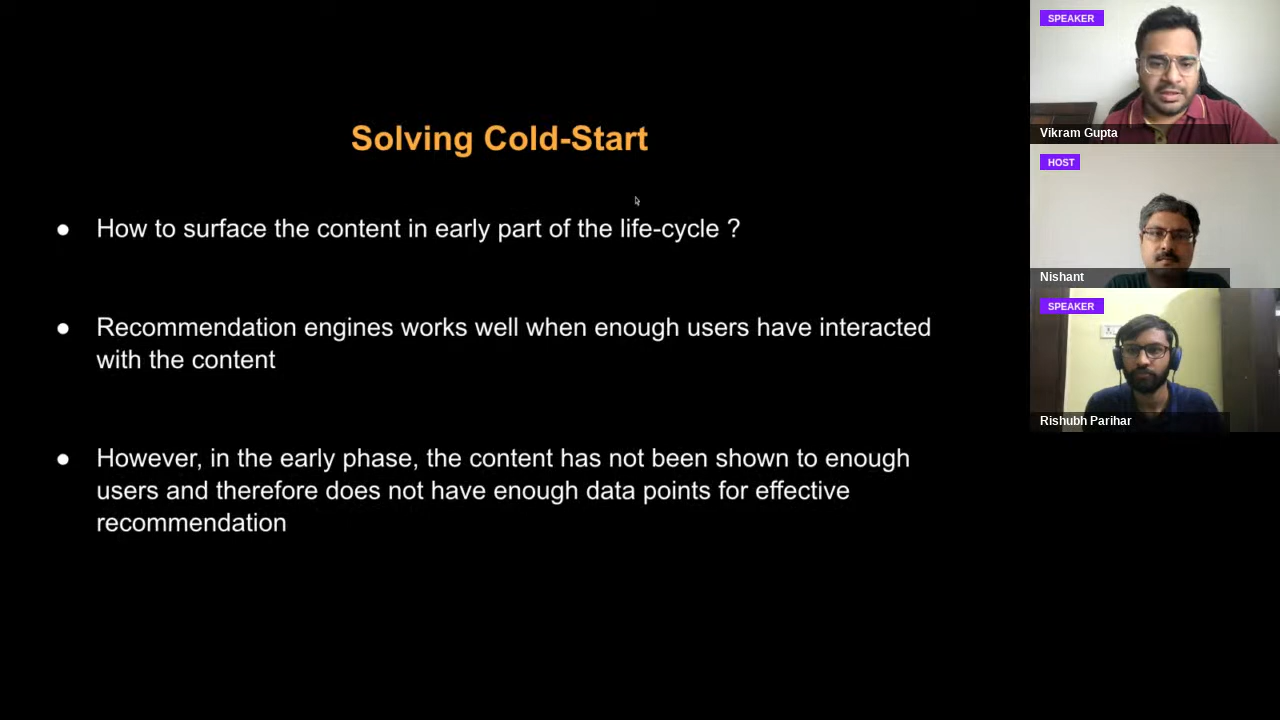 Solving Cold-Start
● How to surface the content in early part of the life-cycle ?
● Recommendation engines works well when enough users have interacted
with the content
● However, in the early phase, the content has not been shown to enough
users and therefore does not have enough data points for effective
recommendation
SPEAKER
Vikram Gupta
HOST
Nishant
SPEAKER
Rishubh Parihar